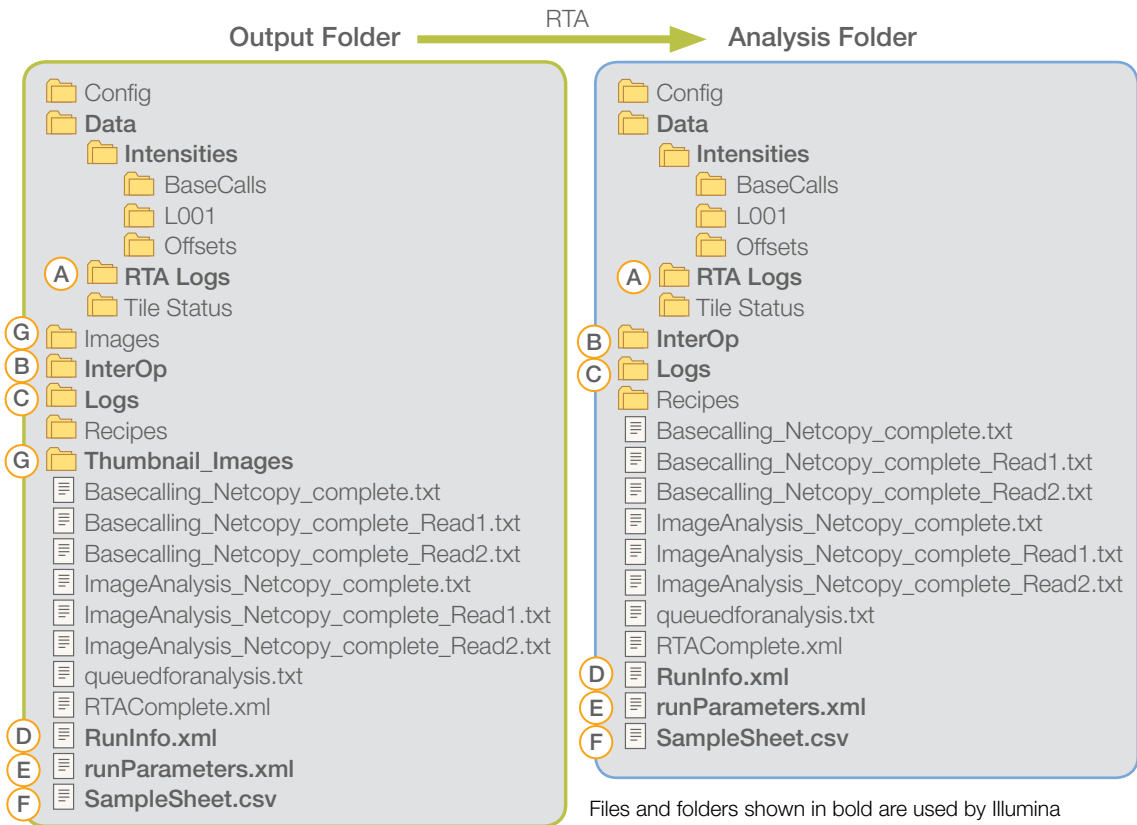 RTA
Output Folder
Analysis Folder
Config
Data
Intensities
BaseCalls
L001
Offsets
A RTA Logs
Tile Status
G Images
B InterOp
C Logs
Recipes
G Thumbnail_Images
Basecalling_Netcopy_complete.txt
Basecalling_Netcopy_complete_Read1.txt
Basecalling_Netcopy_complete_Read2.txt
ImageAnalysis_Netcopy_complete.txt
ImageAnalysis_Netcopy_complete_Read1.txt
ImageAnalysis_Netcopy_complete_Read2.txt
queuedforanalysis.txt
RTAComplete.xml
D RunInfo.xml
E runParameters.xml
F SampleSheet.csv
Config
Data
Intensities
BaseCalls
L001
Offsets
A RTA Logs
Tile Status
B InterOp
C Logs
Recipes
Basecalling_Netcopy_complete.txt
Basecalling_Netcopy_complete_Read1.txt
Basecalling_Netcopy_complete_Read2.txt
ImageAnalysis_Netcopy_complete.txt
ImageAnalysis_Netcopy_complete_Read1.txt
ImageAnalysis_Netcopy_complete_Read2.txt
queuedforanalysis.txt
RTAComplete.xml
D RunInfo.xml
E runParameters.xml
F SampleSheet.csv
Files and folders shown in bold are used by Illumina